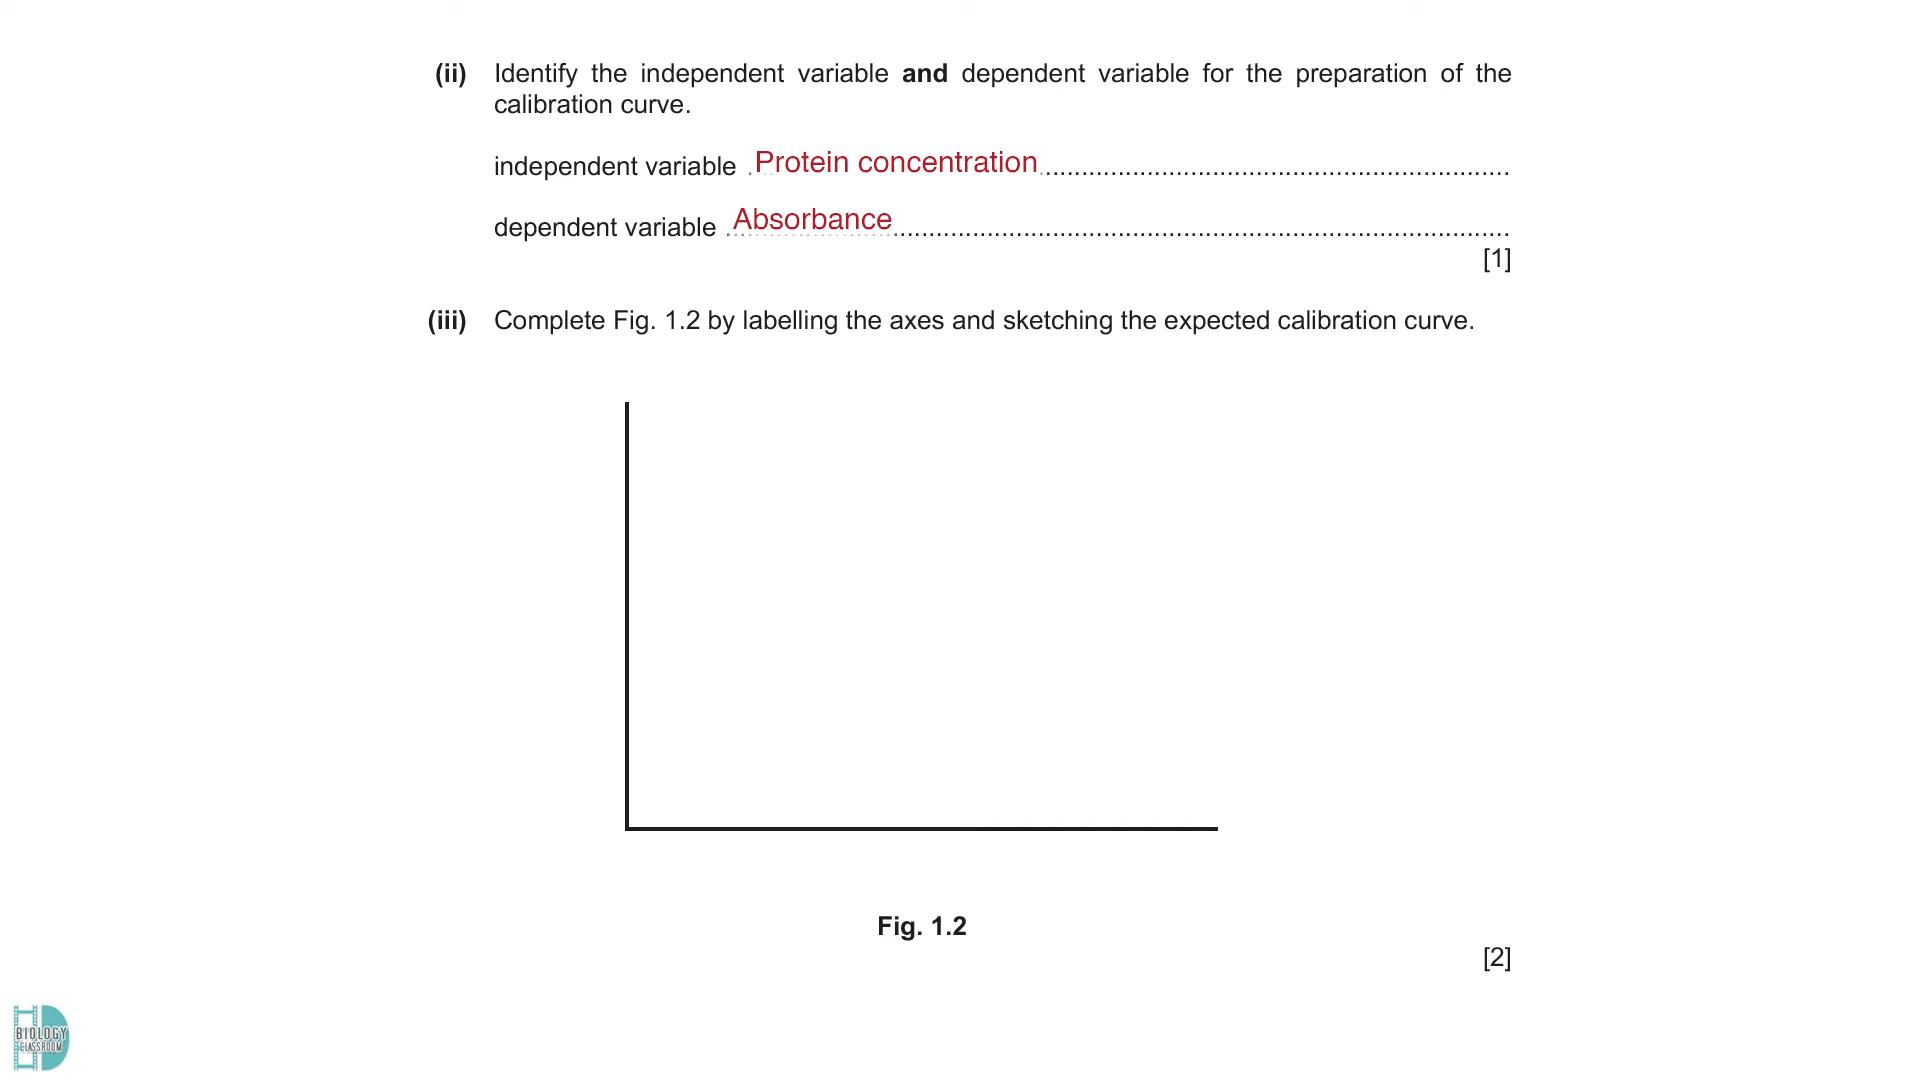 (ii) Identify the independent variable and dependent variable for the preparation of the
calibration curve.
independent variable Protein concentration
dependent variable Absorbance
[1]
(iii) Complete Fig. 1.2 by labelling the axes and sketching the expected calibration curve.
Fig. 1.2
[2]
BIOLOGY
CLASSROOM